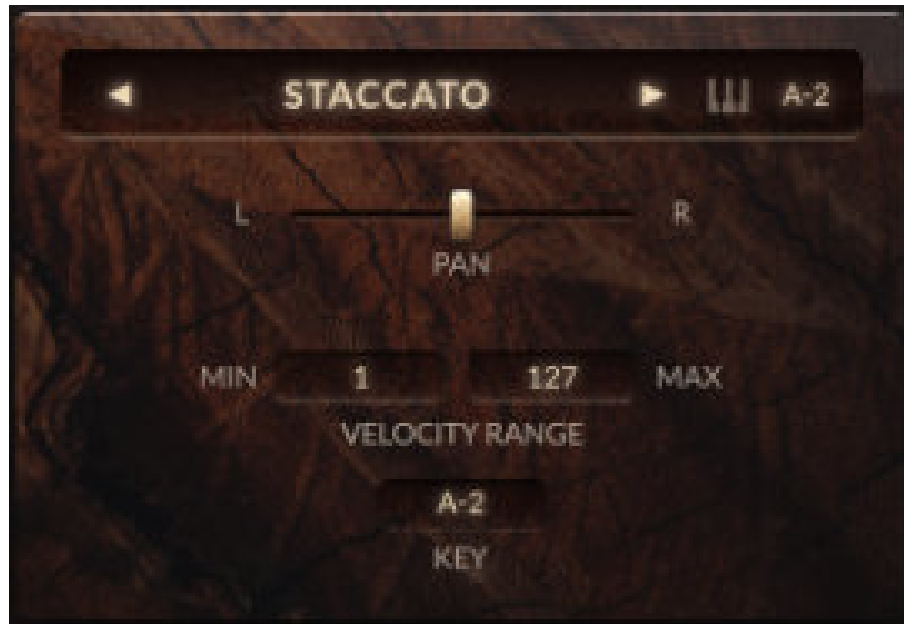 STACCATO A-2
L R
PAN
MIN 1 127 MAX
VELOCITY RANGE
A-2
KEY